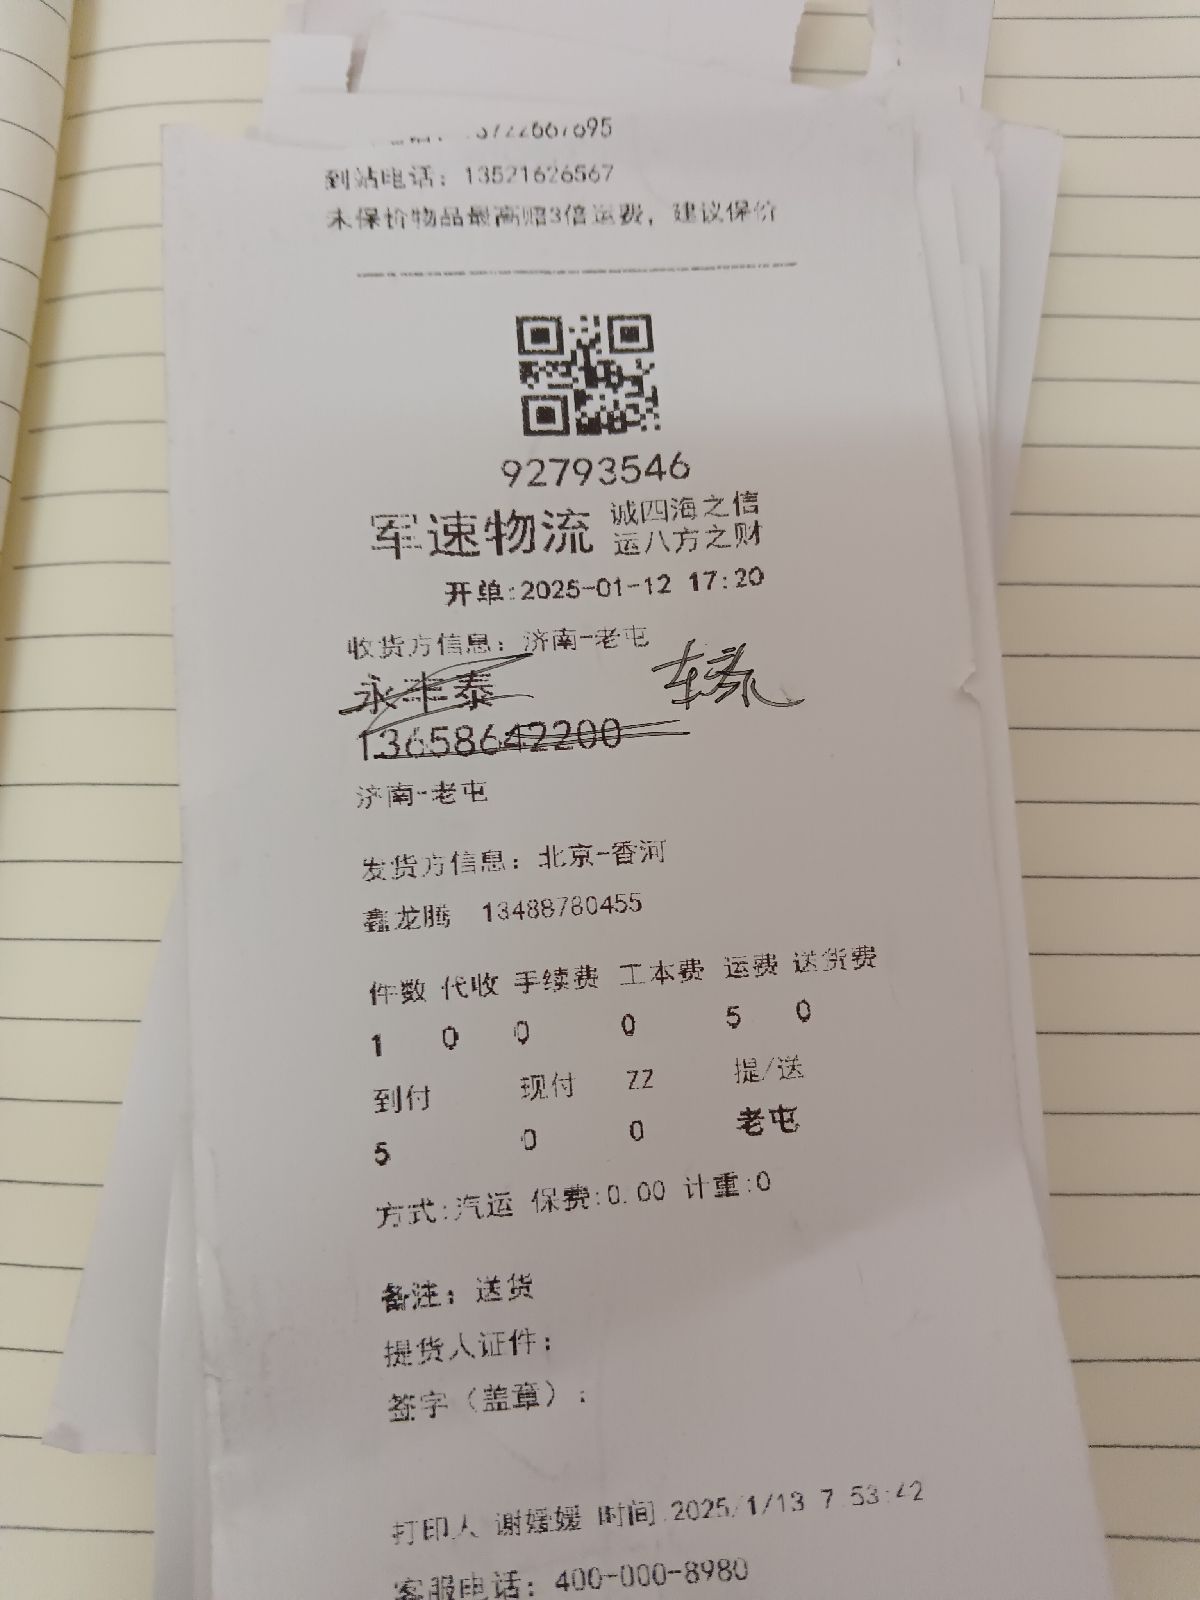 到站电话：13521626567
未保价物品最高赔3倍运费，建议保价
92793546
军速物流 诚四海之信
运八方之财
开单:2025-01-12 17:20
收货方信息：济南-老屯
永丰泰
13658642200
济南-老屯
发货方信息：北京-香河
鑫龙腾 13488780455
件数 代收 手续费 工本费 运费 送货费
1 0 0 0 5 0
到付 现付 ZZ 提/送
5 0 0 老屯
方式:汽运 保费:0.00 计重:0
备注：送货
提货人证件：
签字（盖章）：
打印人 谢媛媛 时间 2025/1/13 7:53:42
客服电话：400-000-8980